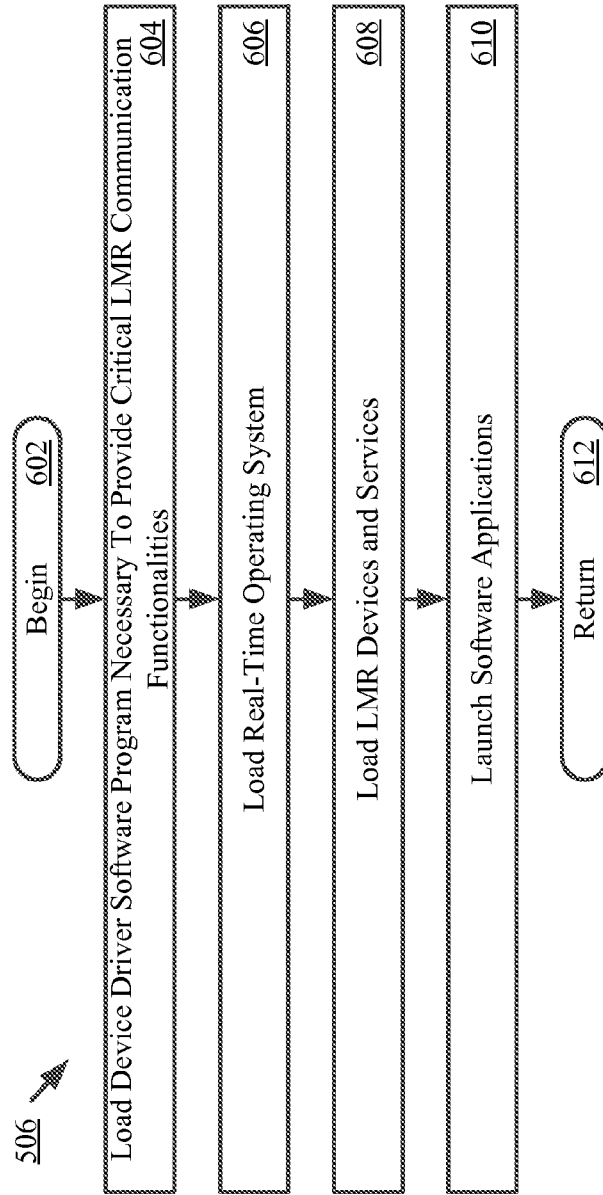 506
Begin 602
Load Device Driver Software Program Necessary To Provide Critical LMR Communication
Functionalities 604
Load Real-Time Operating System 606
Load LMR Devices and Services 608
Launch Software Applications 610
Return 612